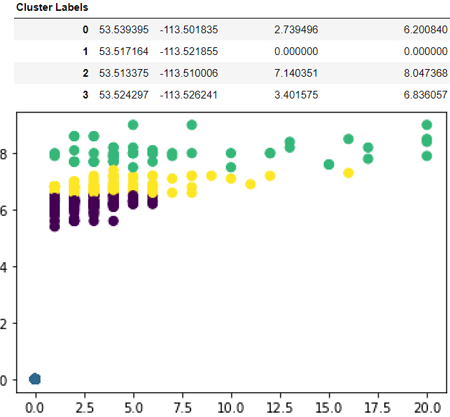 Cluster Labels
0 53.539395 -113.501835 2.739496 6.200840
1 53.517164 -113.521855 0.000000 0.000000
2 53.513375 -113.510006 7.140351 8.047368
3 53.524297 -113.526241 3.401575 6.836057
8
6
4
2
0
0.0 2.5 5.0 7.5 10.0 12.5 15.0 17.5 20.0